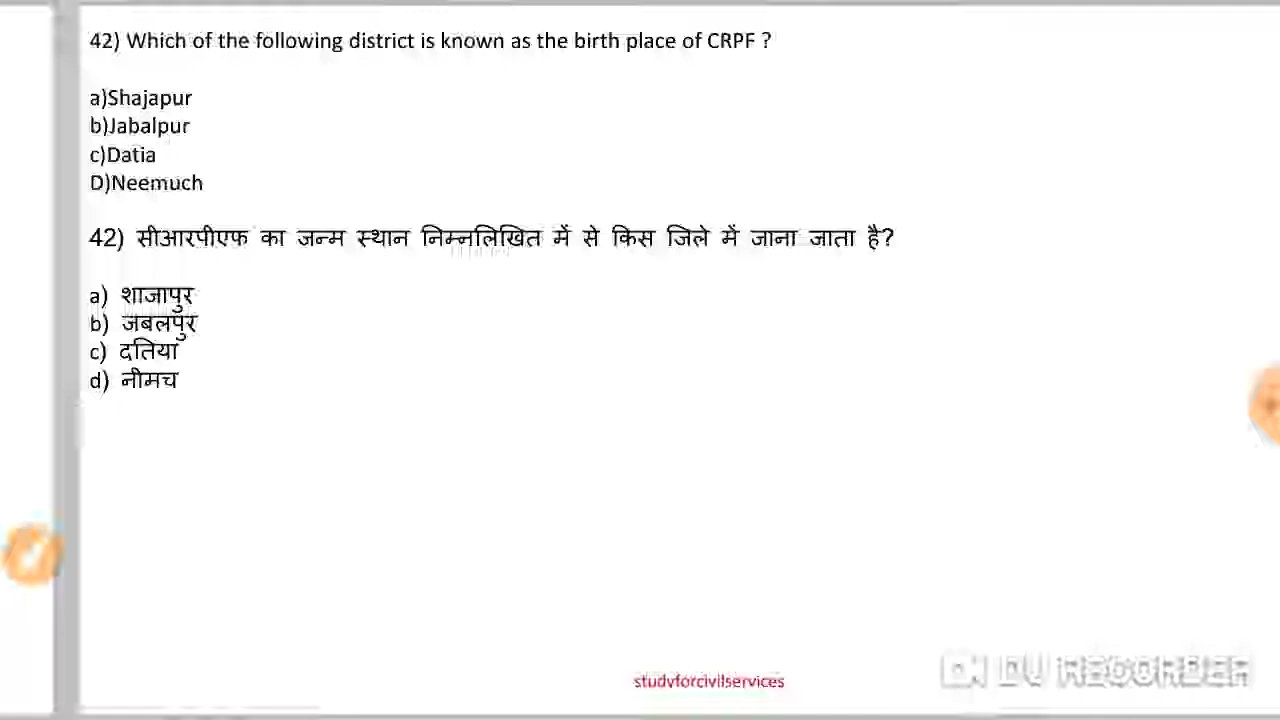 42) Which of the following district is known as the birth place of CRPF ?
a)Shajapur
b)Jabalpur
c)Datia
D)Neemuch
42) सीआरपीएफ का जन्म स्थान निम्नलिखित में से किस जिले में जाना जाता है?
a) शाजापुर
b) जबलपुर
c) दतिया
d) नीमच
studyforcivilservices
DU RECORDER